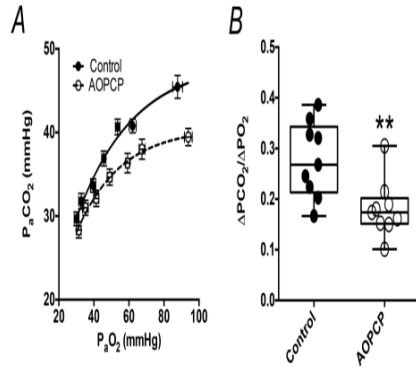 A
B
50
40
30
20
PaCO2 (mmHg)
Control
AOPCP
20 40 60 80 100
PaO2 (mmHg)
0.5
0.4
0.3
0.2
0.1
0.0
ΔPCO2/ΔPO2
**
Control
AOPCP